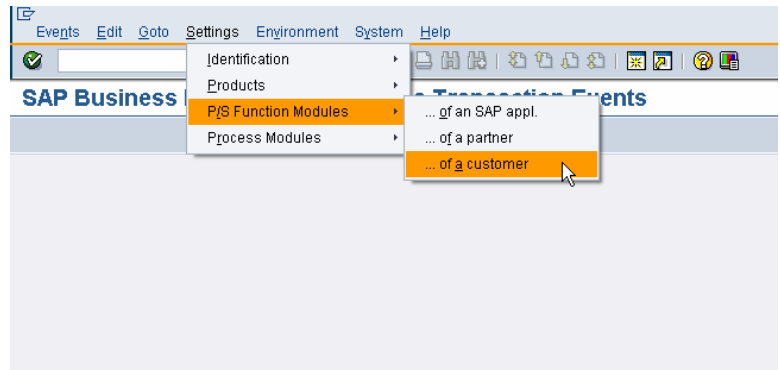 Events Edit Goto Settings Environment System Help
Identification
Products
SAP Business Transaction Events
P/S Function Modules
... of an SAP appl.
Process Modules
... of a partner
... of a customer